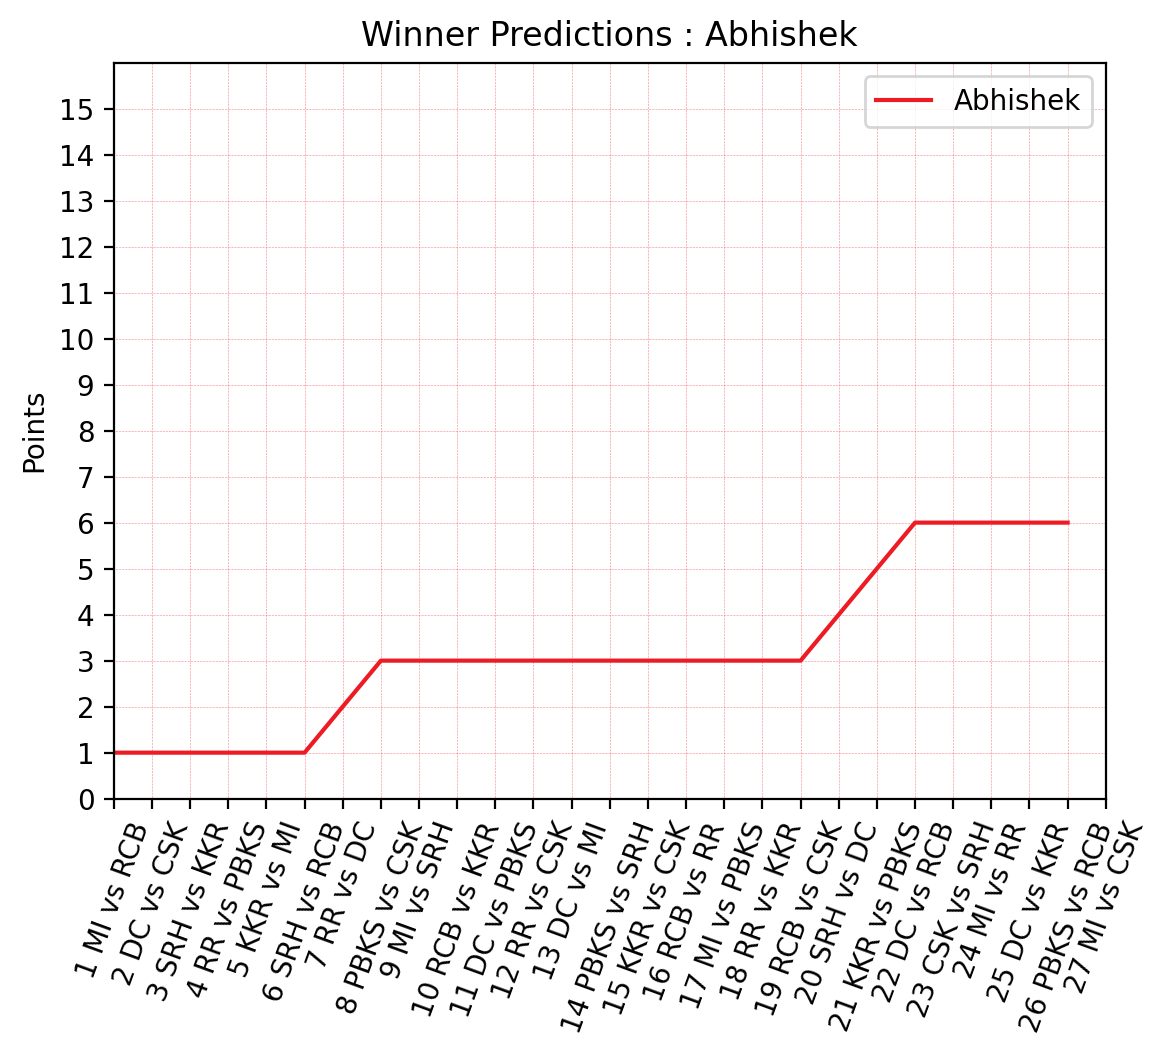 Winner Predictions : Abhishek
Abhishek
15
14
13
12
11
10
9
8
7
6
5
4
3
2
1
0
Points
1 MI vs RCB
2 DC vs CSK
3 SRH vs KKR
4 RR vs PBKS
5 KKR vs MI
6 SRH vs RCB
7 RR vs DC
8 PBKS vs CSK
9 MI vs SRH
10 RCB vs KKR
11 DC vs PBKS
12 RR vs CSK
13 DC vs MI
14 PBKS vs SRH
15 KKR vs CSK
16 RCB vs RR
17 MI vs PBKS
18 RR vs KKR
19 RCB vs CSK
20 SRH vs DC
21 KKR vs PBKS
22 DC vs RCB
23 CSK vs SRH
24 MI vs RR
25 DC vs KKR
26 PBKS vs RCB
27 MI vs CSK